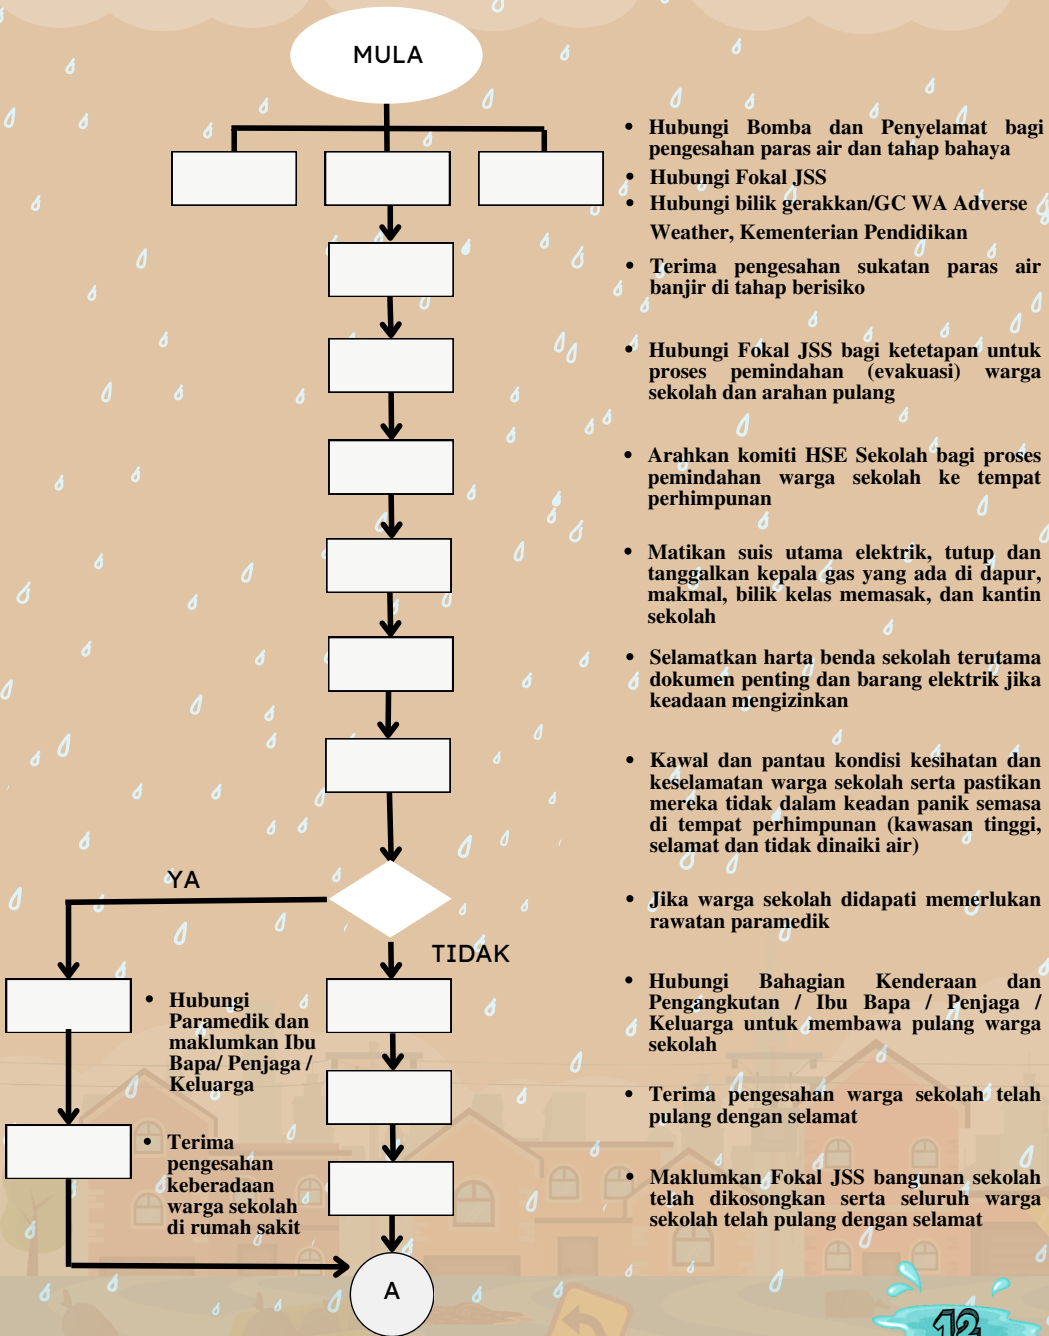 MULA
• Hubungi Bomba dan Penyelamat bagi
pengesahan paras air dan tahap bahaya
• Hubungi Fokal JSS
• Hubungi bilik gerakkan/GC WA Adverse
Weather, Kementerian Pendidikan
• Terima pengesahan sukatan paras air
banjir di tahap berisiko
• Hubungi Fokal JSS bagi ketetapan untuk
proses pemindahan (evakuasi) warga
sekolah dan arahan pulang
• Arahkan komiti HSE Sekolah bagi proses
pemindahan warga sekolah ke tempat
perhimpunan
• Matikan suis utama elektrik, tutup dan
tanggalkan kepala gas yang ada di dapur,
makmal, bilik kelas memasak, dan kantin
sekolah
• Selamatkan harta benda sekolah terutama
dokumen penting dan barang elektrik jika
keadaan mengizinkan
• Kawal dan pantau kondisi kesihatan dan
keselamatan warga sekolah serta pastikan
mereka tidak dalam keadan panik semasa
di tempat perhimpunan (kawasan tinggi,
selamat dan tidak dinaiki air)
YA
• Jika warga sekolah didapati memerlukan
rawatan paramedik
TIDAK
• Hubungi
Paramedik dan
maklumkan Ibu
Bapa/ Penjaga /
Keluarga
• Hubungi Bahagian Kenderaan dan
Pengangkutan / Ibu Bapa / Penjaga /
Keluarga untuk membawa pulang warga
sekolah
• Terima pengesahan warga sekolah telah
pulang dengan selamat
• Terima
pengesahan
keberadaan
warga sekolah
di rumah sakit
• Maklumkan Fokal JSS bangunan sekolah
telah dikosongkan serta seluruh warga
sekolah telah pulang dengan selamat
A
12